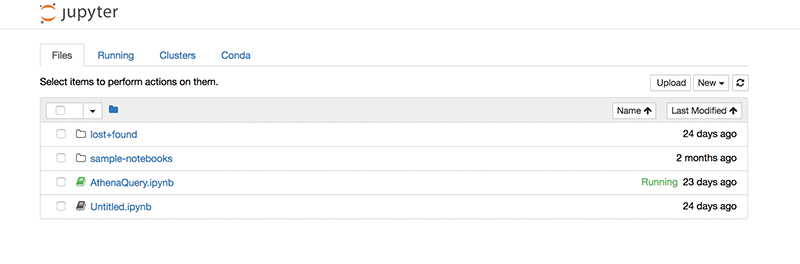 jupyter
Files Running Clusters Conda
Select items to perform actions on them.
Upload New
Name Last Modified
lost+found 24 days ago
sample-notebooks 2 months ago
AthenaQuery.ipynb Running 23 days ago
Untitled.ipynb 24 days ago